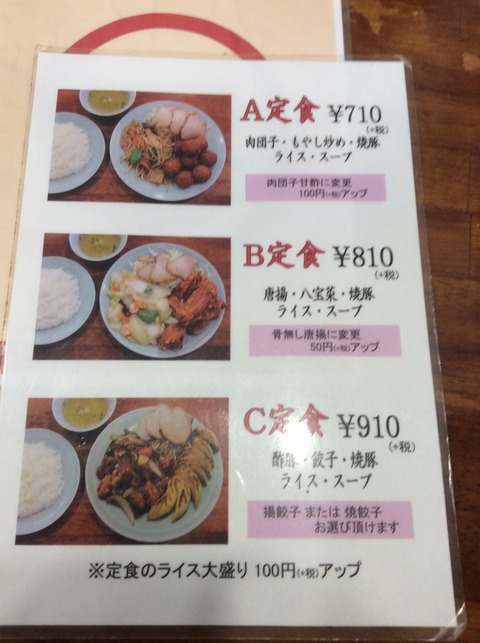 A定食 ¥710
(+税)
肉団子・もやし炒め・焼豚
ライス・スープ
肉団子甘酢に変更
100円(+税)アップ
B定食 ¥810
(+税)
唐揚・八宝菜・焼豚
ライス・スープ
骨無し唐揚に変更
50円(+税)アップ
C定食 ¥910
(+税)
酢豚・餃子・焼豚
ライス・スープ
揚餃子 または 焼餃子
お選び頂けます
※定食のライス大盛り 100円(+税)アップ